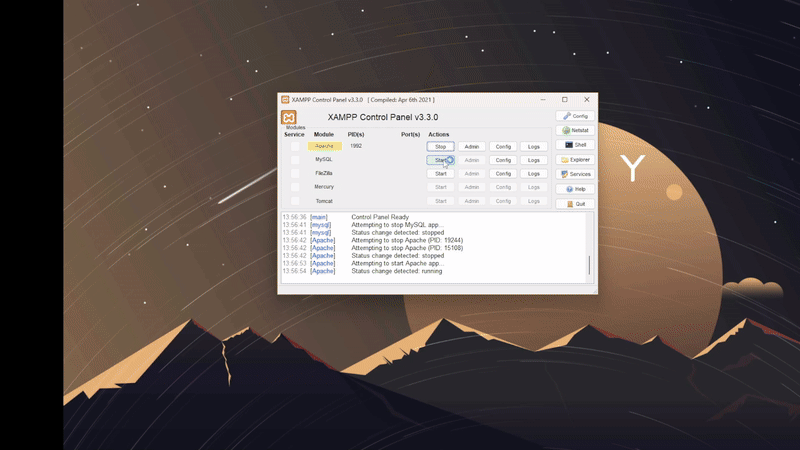 XAMPP Control Panel v3.3.0 [ Compiled: Apr 6th 2021 ]
XAMPP Control Panel v3.3.0
Config
Modules
Service Module PID(s) Port(s) Actions
Netstat
Apache 1992 Stop Admin Config Logs
Shell
MySQL Start Admin Config Logs
Explorer
FileZilla Start Admin Config Logs
Services
Mercury Start Admin Config Logs
Help
Tomcat Start Admin Config Logs
Quit
13:56:36 [main] Control Panel Ready
13:56:41 [mysql] Attempting to stop MySQL app...
13:56:41 [mysql] Status change detected: stopped
13:56:42 [Apache] Attempting to stop Apache (PID: 19244)
13:56:42 [Apache] Attempting to stop Apache (PID: 15108)
13:56:42 [Apache] Status change detected: stopped
13:56:53 [Apache] Attempting to start Apache app...
13:56:54 [Apache] Status change detected: running
Y